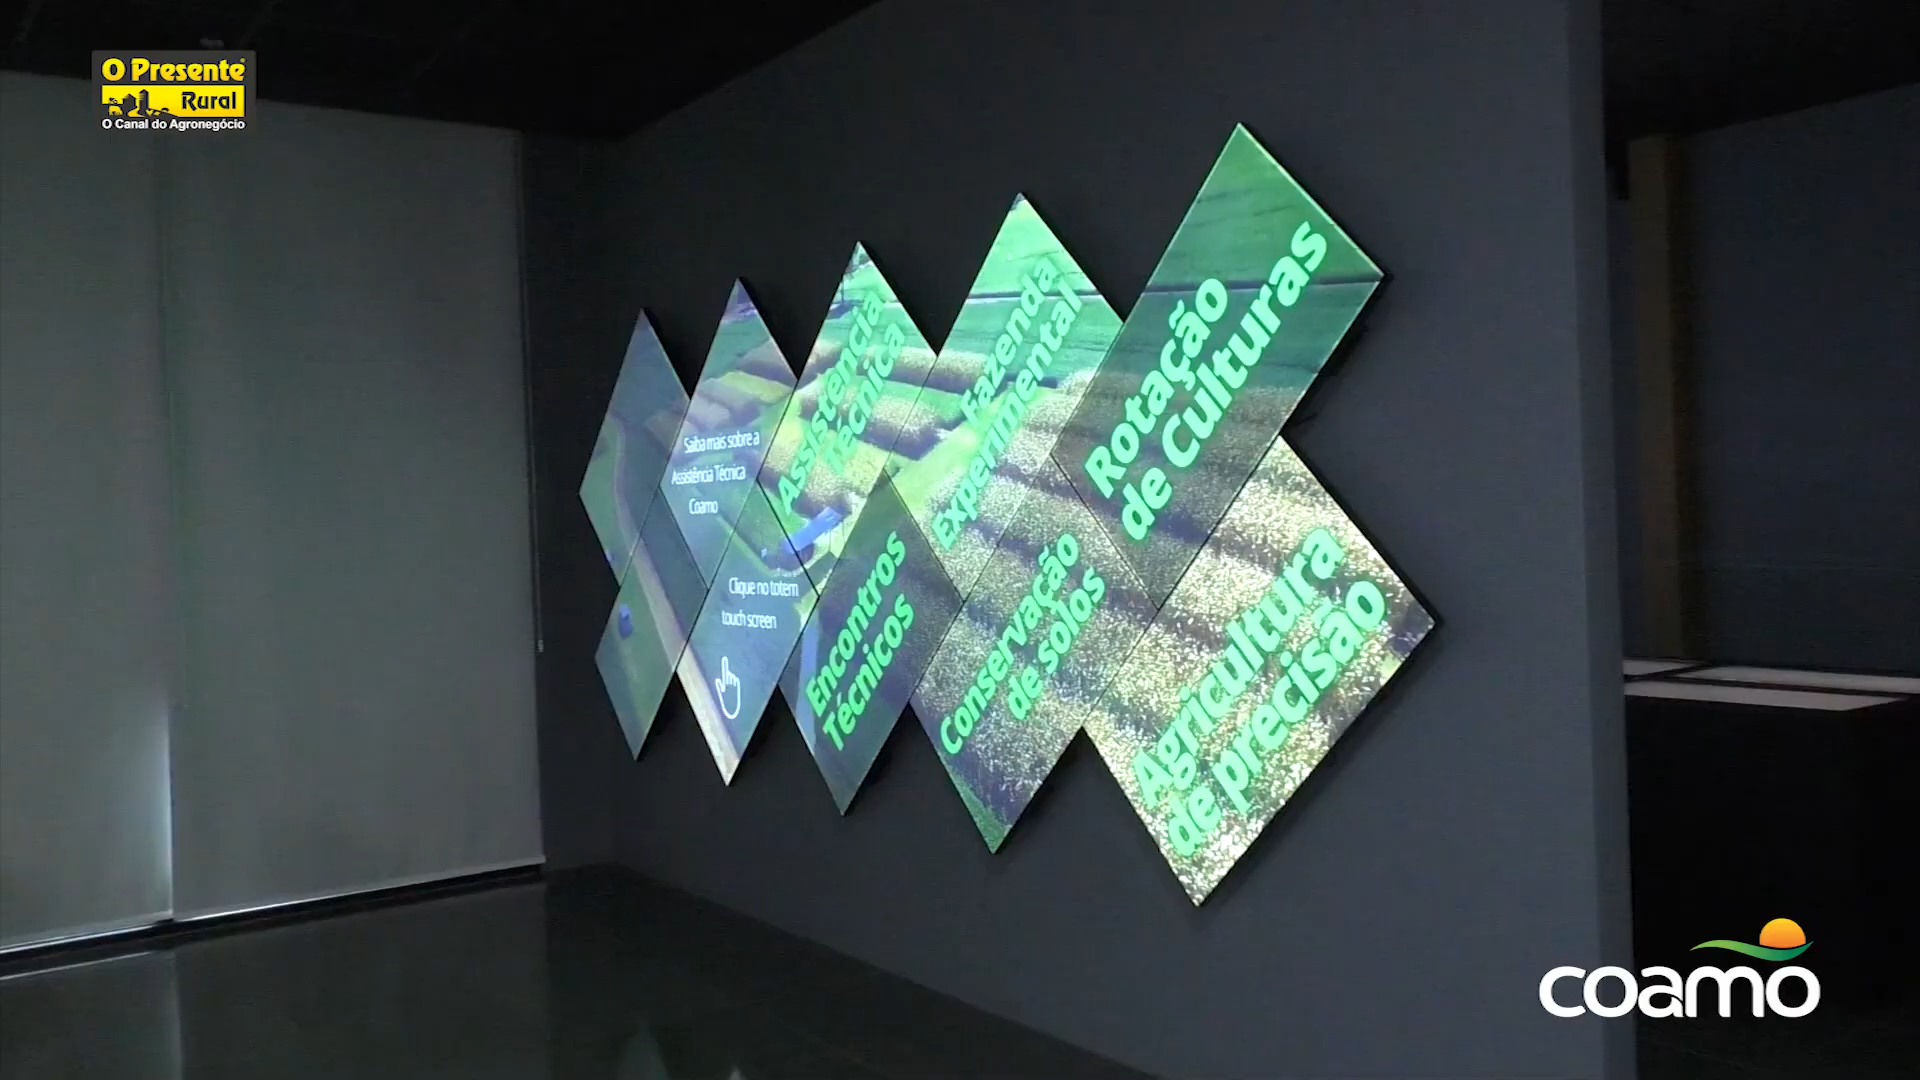 O Presente
Rural
O Canal do Agronegócio
Saiba mais sobre a
Assistência Técnica
Coamo
Clique no totem
touch screen
Assistência
Técnica
Fazenda
Experimental
Rotação
de Culturas
Encontros
Técnicos
Conservação
de solos
Agricultura
de precisão
coamo